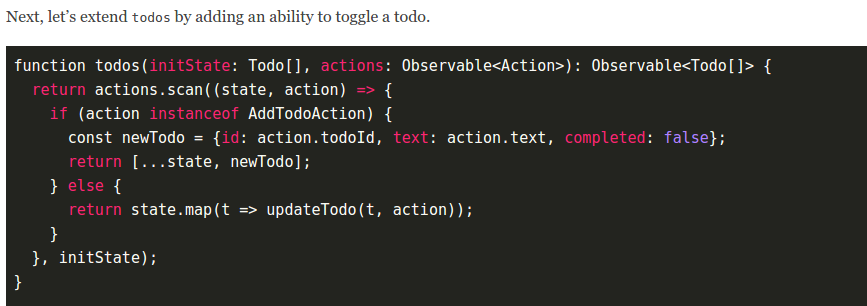 Next, let’s extend todos by adding an ability to toggle a todo.
function todos(initState: Todo[], actions: Observable<Action>): Observable<Todo[]> {
  return actions.scan((state, action) => {
    if (action instanceof AddTodoAction) {
      const newTodo = {id: action.todoId, text: action.text, completed: false};
      return [...state, newTodo];
    } else {
      return state.map(t => updateTodo(t, action));
    }
  }, initState);
}